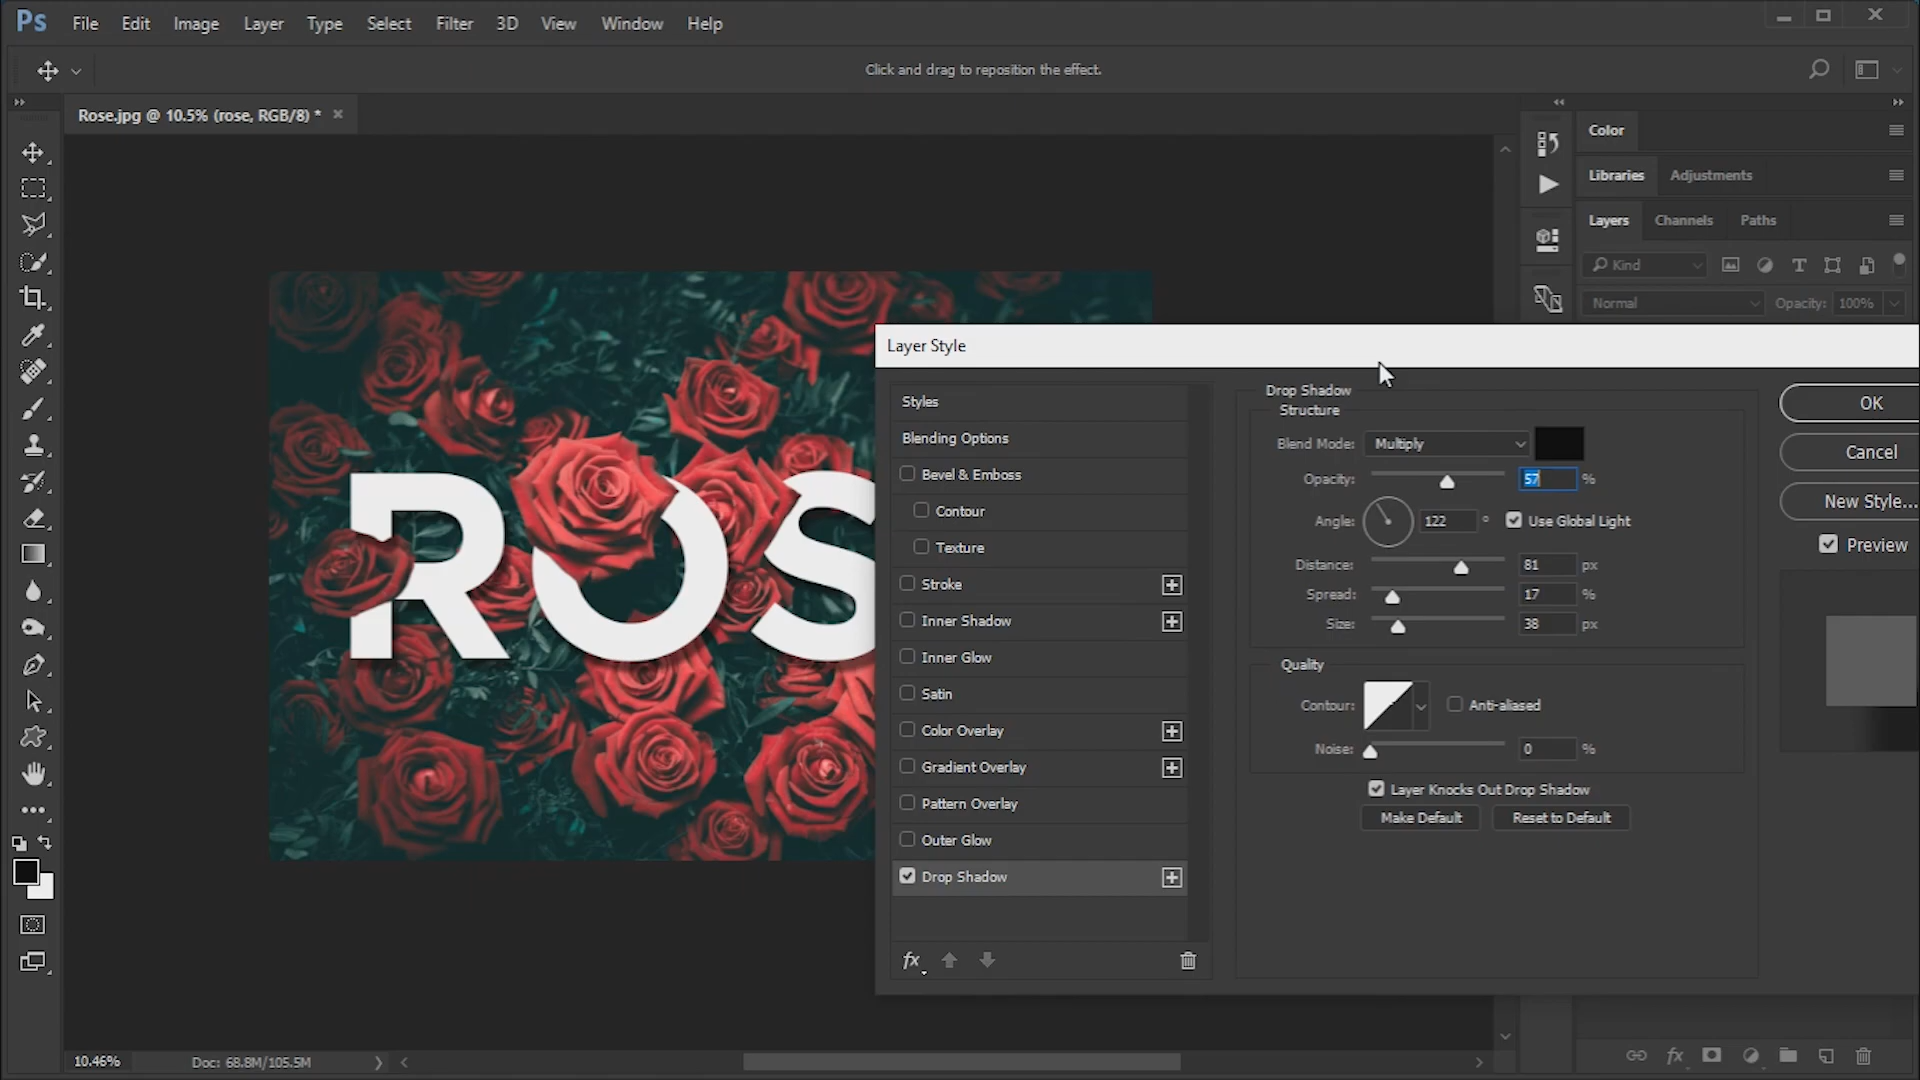 Ps File Edit Image Layer Type Select Filter 3D View Window Help
Click and drag to reposition the effect.
Rose.jpg @ 10.5% (rose, RGB/8) *
Color
Libraries Adjustments
Layers Channels Paths
Kind
Normal Opacity: 100%
ROS
Layer Style
Styles
Blending Options
Bevel & Emboss
Contour
Texture
Stroke
Inner Shadow
Inner Glow
Satin
Color Overlay
Gradient Overlay
Pattern Overlay
Outer Glow
Drop Shadow
fx
Drop Shadow
Structure
Blend Mode: Multiply
Opacity: 57 %
Angle: 122 ° Use Global Light
Distance: 81 px
Spread: 17 %
Size: 38 px
Quality
Contour: Anti-aliased
Noise: 0 %
Layer Knocks Out Drop Shadow
Make Default Reset to Default
OK
Cancel
New Style...
Preview
10.46% Doc: 68.8M/105.5M
fx